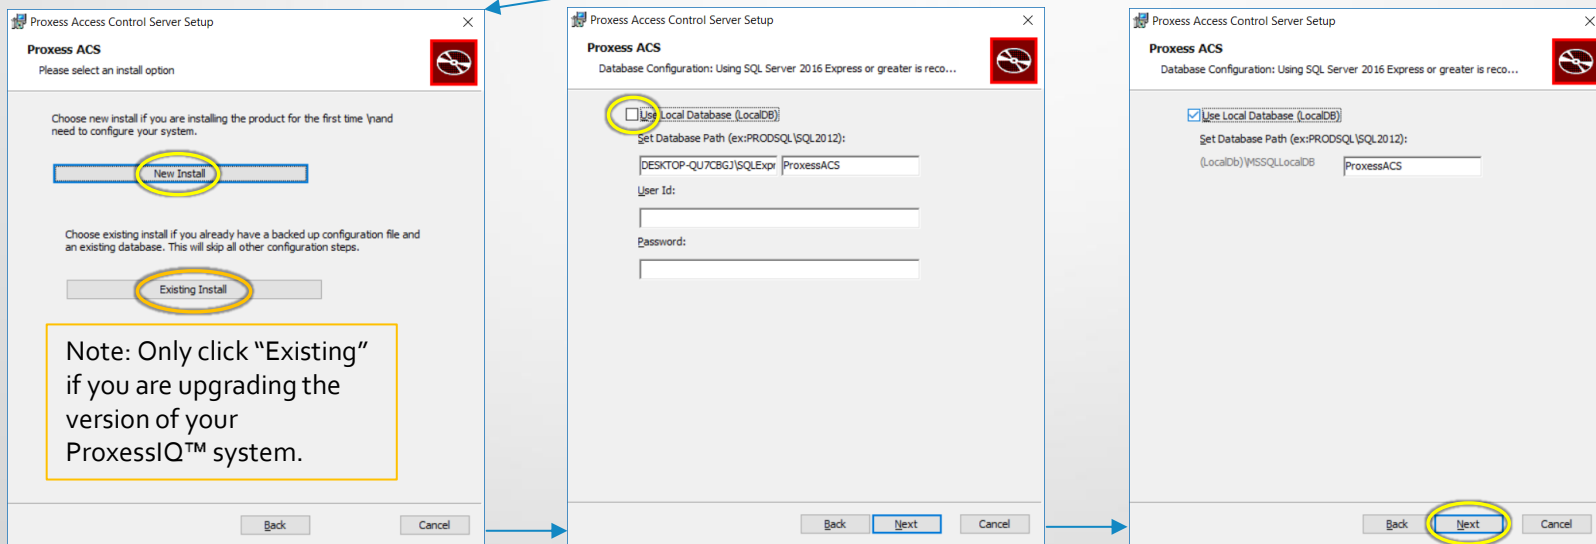 Proxess Access Control Server Setup
Proxess ACS
Please select an install option
Choose new install if you are installing the product for the first time \nand
need to configure your system.
New Install
Choose existing install if you already have a backed up configuration file and
an existing database. This will skip all other configuration steps.
Existing Install
Note: Only click “Existing”
if you are upgrading the
version of your
ProxessIQ™ system.
Back
Cancel
Proxess Access Control Server Setup
Proxess ACS
Database Configuration: Using SQL Server 2016 Express or greater is reco...
Use Local Database (LocalDB)
Set Database Path (ex:PRODSQL\SQL2012):
DESKTOP-QU7CBGJ\SQLExpr ProxessACS
User Id:
Password:
Back Next Cancel
Proxess Access Control Server Setup
Proxess ACS
Database Configuration: Using SQL Server 2016 Express or greater is reco...
Use Local Database (LocalDB)
Set Database Path (ex:PRODSQL\SQL2012):
(LocalDb)\MSSQLLocalDB ProxessACS
Back Next Cancel